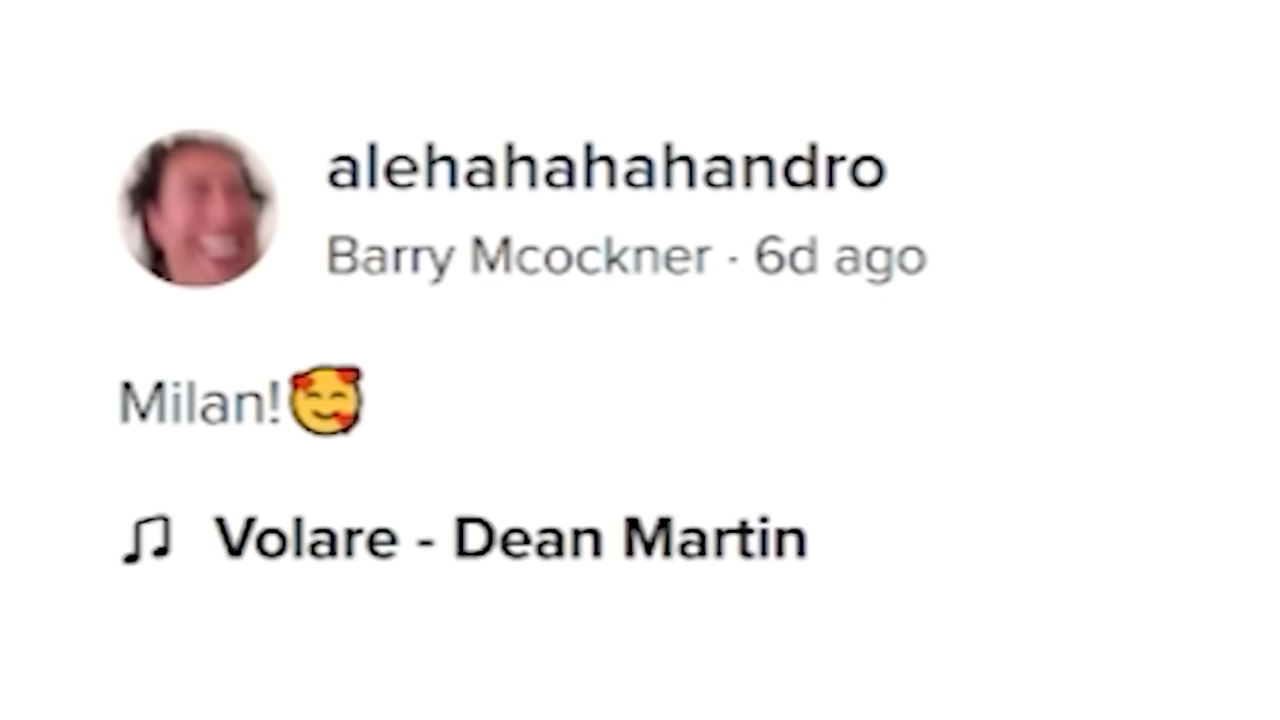 alehahahahandro
Barry Mcockner · 6d ago
Milan!🥰
Volare - Dean Martin